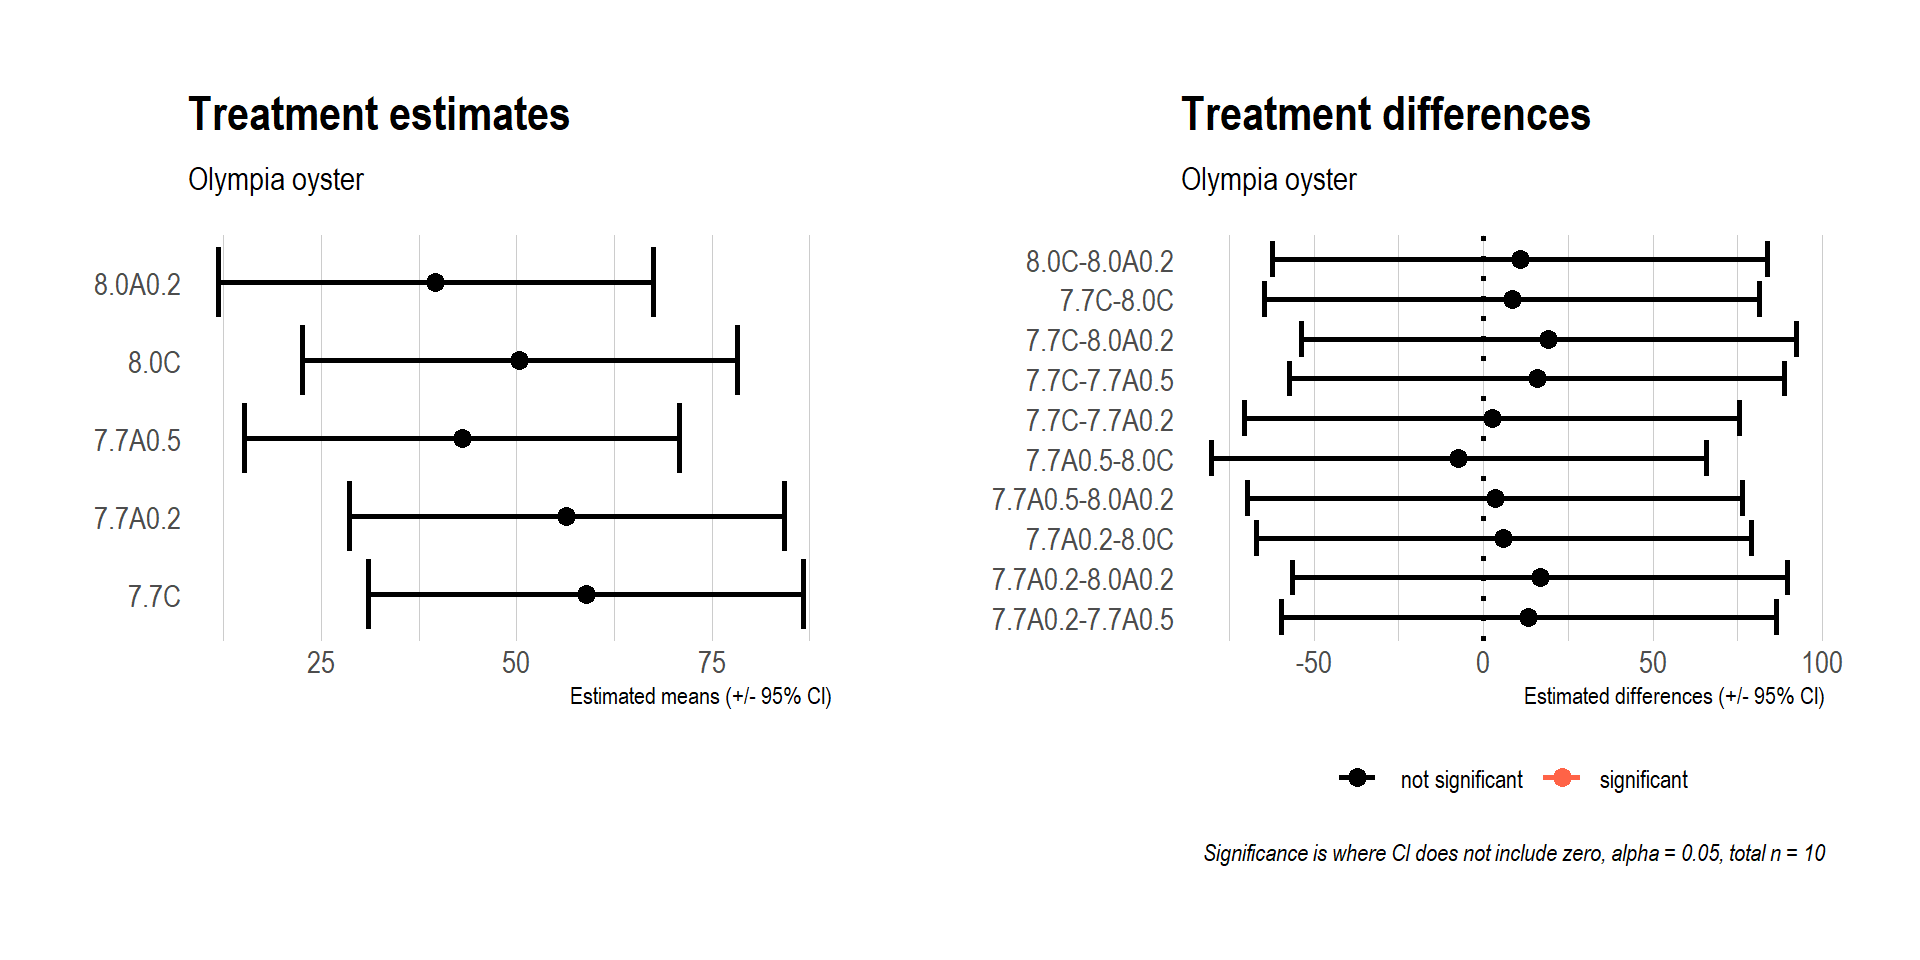 Treatment estimates
Olympia oyster
8.0A0.2
8.0C
7.7A0.5
7.7A0.2
7.7C
25 50 75
Estimated means (+/- 95% CI)
Treatment differences
Olympia oyster
8.0C-8.0A0.2
7.7C-8.0C
7.7C-8.0A0.2
7.7C-7.7A0.5
7.7C-7.7A0.2
7.7A0.5-8.0C
7.7A0.5-8.0A0.2
7.7A0.2-8.0C
7.7A0.2-8.0A0.2
7.7A0.2-7.7A0.5
-50 0 50 100
Estimated differences (+/- 95% CI)
not significant significant
Significance is where CI does not include zero, alpha = 0.05, total n = 10